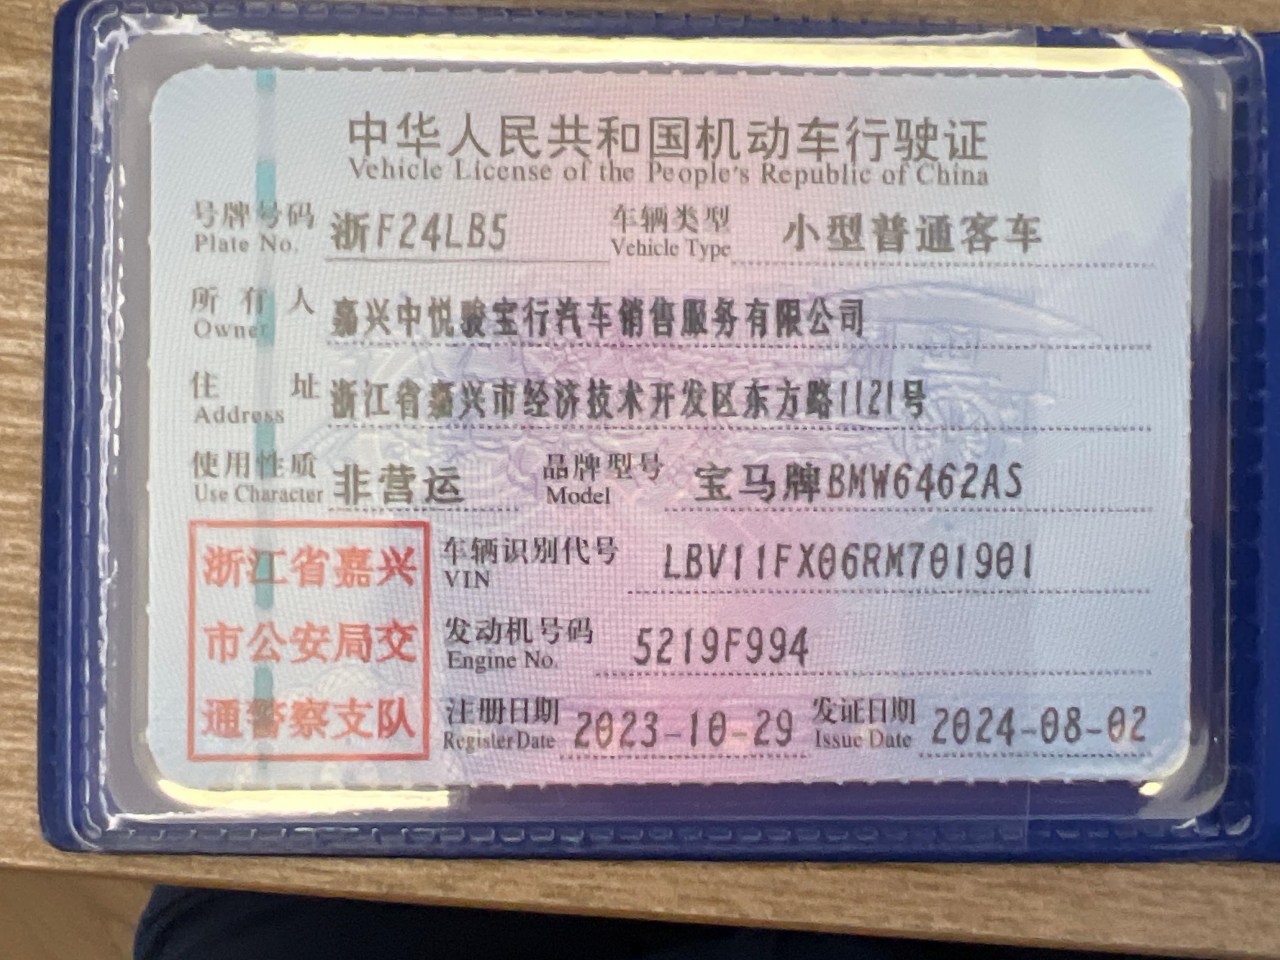 中华人民共和国机动车行驶证
Vehicle License of the People's Republic of China
号牌号码 浙F24LB5 车辆类型 小型普通客车
Plate No. Vehicle Type
所有人 嘉兴中悦骏宝行汽车销售服务有限公司
Owner
住址 浙江省嘉兴市经济技术开发区东方路1121号
Address
使用性质 非营运 品牌型号 宝马牌BMW6462AS
Use Character Model
浙江省嘉兴
市公安局交
通警察支队
车辆识别代号 LBV11FX06RM701901
VIN
发动机号码 5219F994
Engine No.
注册日期 2023-10-29 发证日期 2024-08-02
Register Date Issue Date